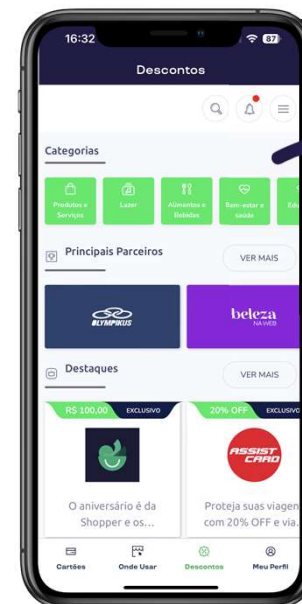 16:32
87
Descontos
Categorias
Produtos e
Serviços
Lazer
Alimentos e
Bebidas
Bem-estar e
saúde
Principais Parceiros
VER MAIS
OLYMPIKUS
beleza
NA WEB
Destaques
VER MAIS
R$ 100,00 EXCLUSIVO
20% OFF EXCLUSIVO
ASSIST
CARD
O aniversário é da
Shopper e os...
Proteja suas viagen
com 20% OFF e via.
Cartões
Onde Usar
Descontos
Meu Perfil